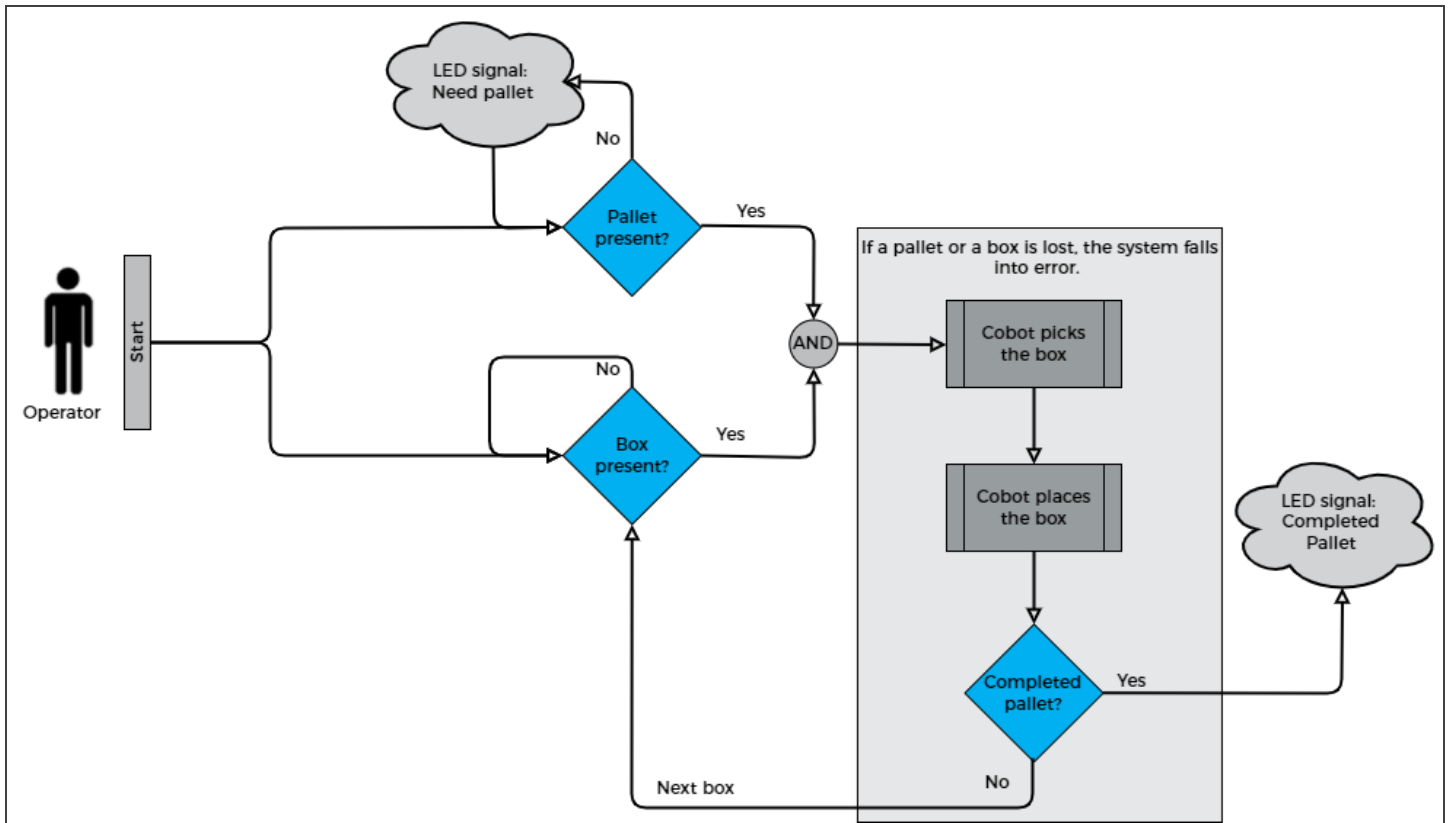 LED signal:
Need pallet
No
Pallet
present?
Yes
Operator
Start
No
Box
present?
Yes
AND
If a pallet or a box is lost, the system falls
into error.
Cobot picks
the box
Cobot places
the box
Completed
pallet?
Yes
No
Next box
LED signal:
Completed
Pallet